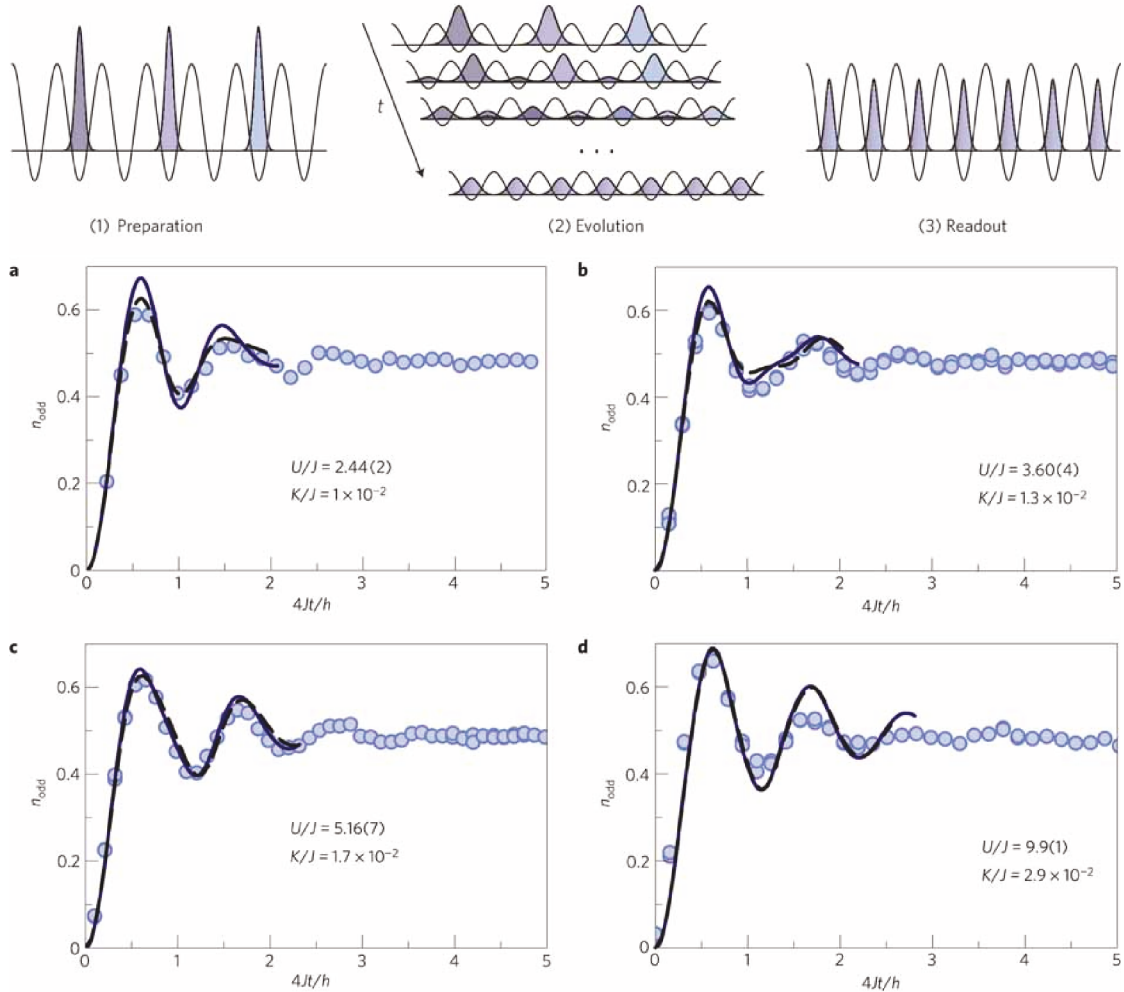 t
. . .
(1) Preparation
(2) Evolution
(3) Readout
a
0.6
0.4
0.2
0
n_odd
U/J = 2.44(2)
K/J = 1 × 10⁻²
0 1 2 3 4 5
4Jt/h
b
0.6
0.4
0.2
0
n_odd
U/J = 3.60(4)
K/J = 1.3 × 10⁻²
0 1 2 3 4 5
4Jt/h
c
0.6
0.4
0.2
0
n_odd
U/J = 5.16(7)
K/J = 1.7 × 10⁻²
0 1 2 3 4 5
4Jt/h
d
0.6
0.4
0.2
0
n_odd
U/J = 9.9(1)
K/J = 2.9 × 10⁻²
0 1 2 3 4 5
4Jt/h